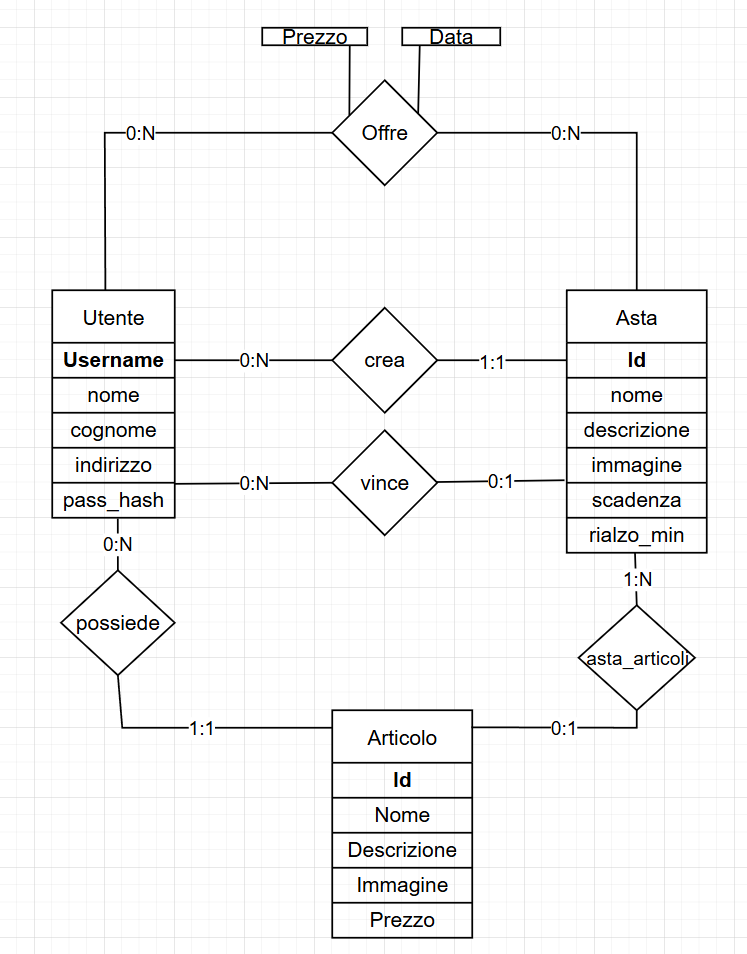 Prezzo
Data
0:N
Offre
0:N
Utente
Username
nome
cognome
indirizzo
pass_hash
0:N
crea
1:1
0:N
vince
0:1
Asta
Id
nome
descrizione
immagine
scadenza
rialzo_min
0:N
possiede
1:1
1:N
asta_articoli
0:1
Articolo
Id
Nome
Descrizione
Immagine
Prezzo